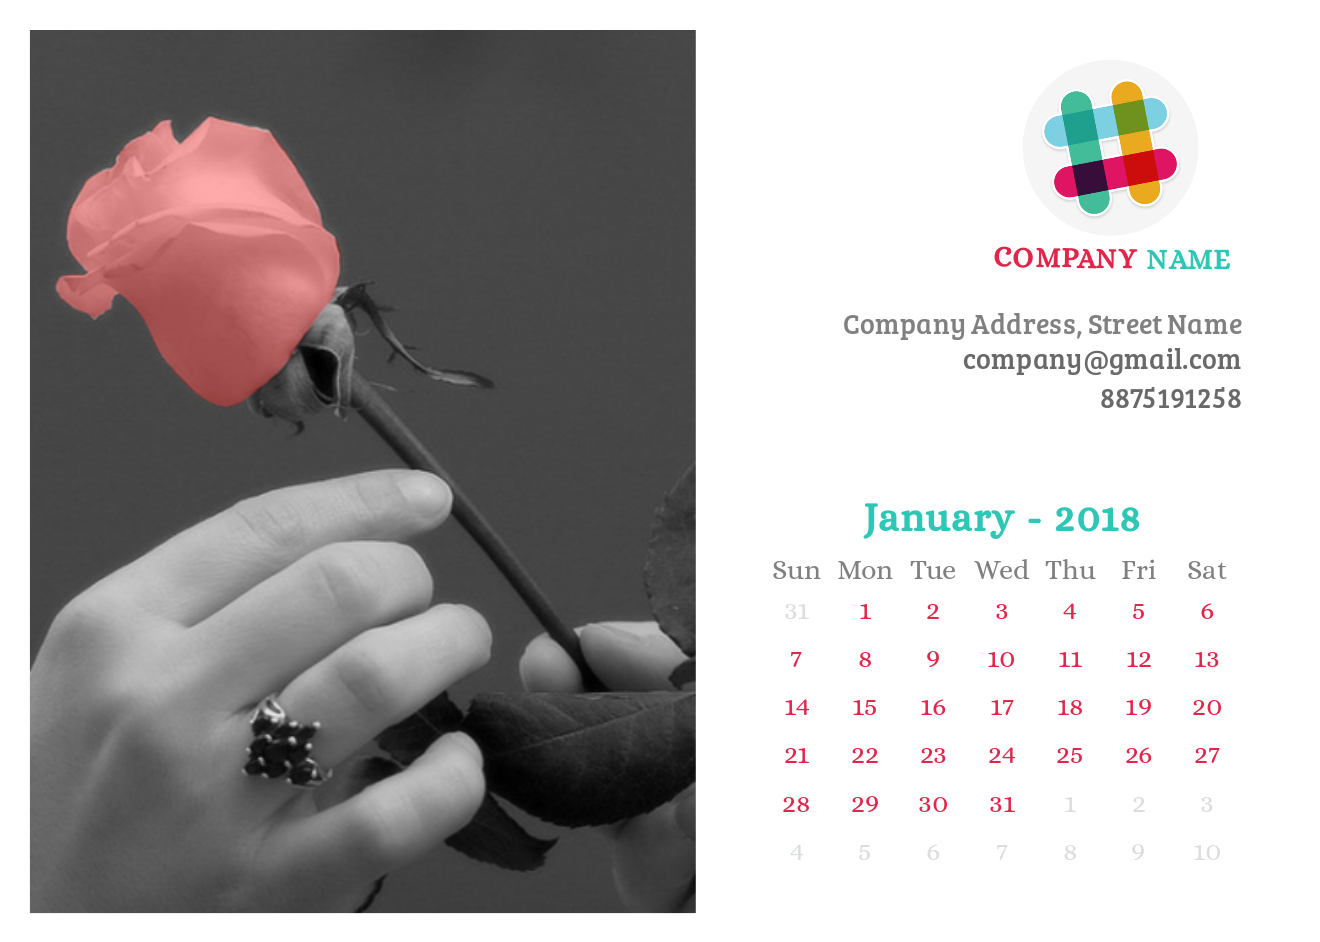 COMPANY NAME
Company Address, Street Name
company@gmail.com
8875191258
January - 2018
Sun Mon Tue Wed Thu Fri Sat
31 1 2 3 4 5 6
7 8 9 10 11 12 13
14 15 16 17 18 19 20
21 22 23 24 25 26 27
28 29 30 31 1 2 3
4 5 6 7 8 9 10